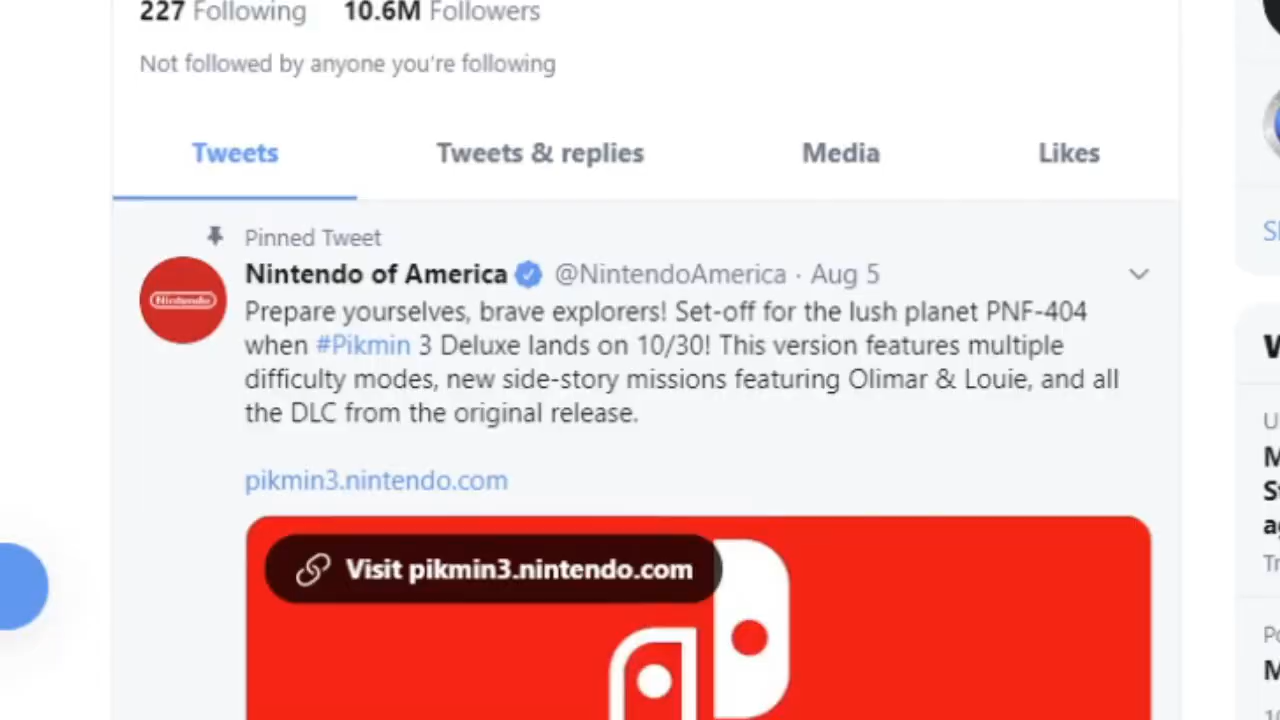 227 Following 10.6M Followers
Not followed by anyone you're following
Tweets Tweets & replies Media Likes
Pinned Tweet
Nintendo of America @NintendoAmerica · Aug 5
Nintendo
Prepare yourselves, brave explorers! Set-off for the lush planet PNF-404
when #Pikmin 3 Deluxe lands on 10/30! This version features multiple
difficulty modes, new side-story missions featuring Olimar & Louie, and all
the DLC from the original release.
pikmin3.nintendo.com
Visit pikmin3.nintendo.com